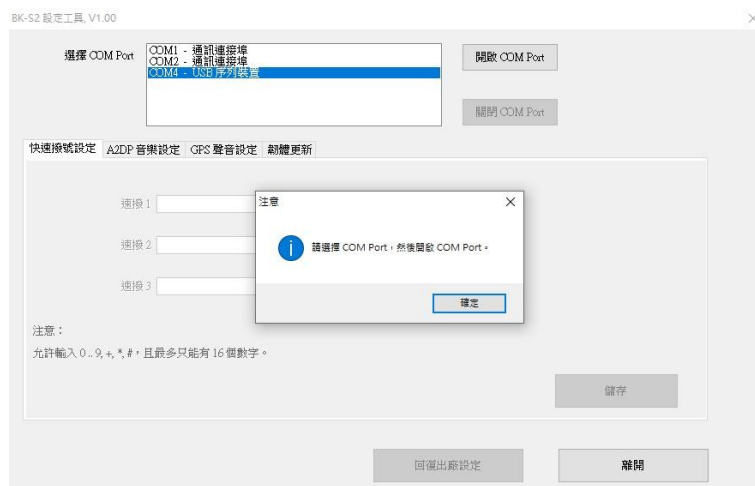 BK-S2 設定工具, V1.00
選擇 COM Port
COM1 - 通訊連接埠
COM2 - 通訊連接埠
COM4 - USB 序列裝置
開啟 COM Port
關閉 COM Port
快速撥號設定 A2DP 音樂設定 GPS 聲音設定 韌體更新
速撥 1
速撥 2
速撥 3
注意
請選擇 COM Port，然後開啟 COM Port。
確定
注意：
允許輸入 0 .. 9, +, *, #，且最多只能有 16 個數字。
儲存
回復出廠設定
離開